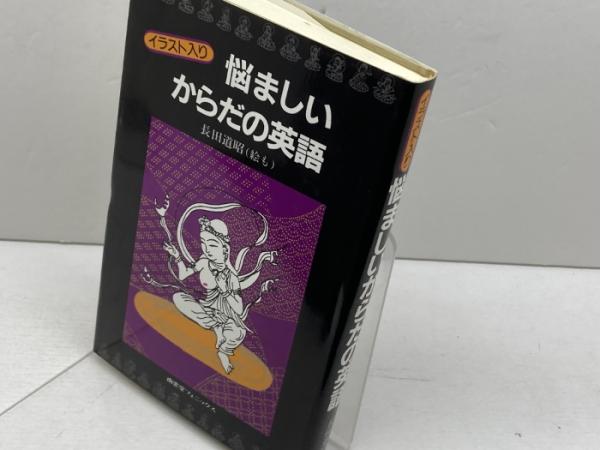 イラスト入り
悩ましい
からだの英語
長田道昭(絵も)
悩ましいからだの英語